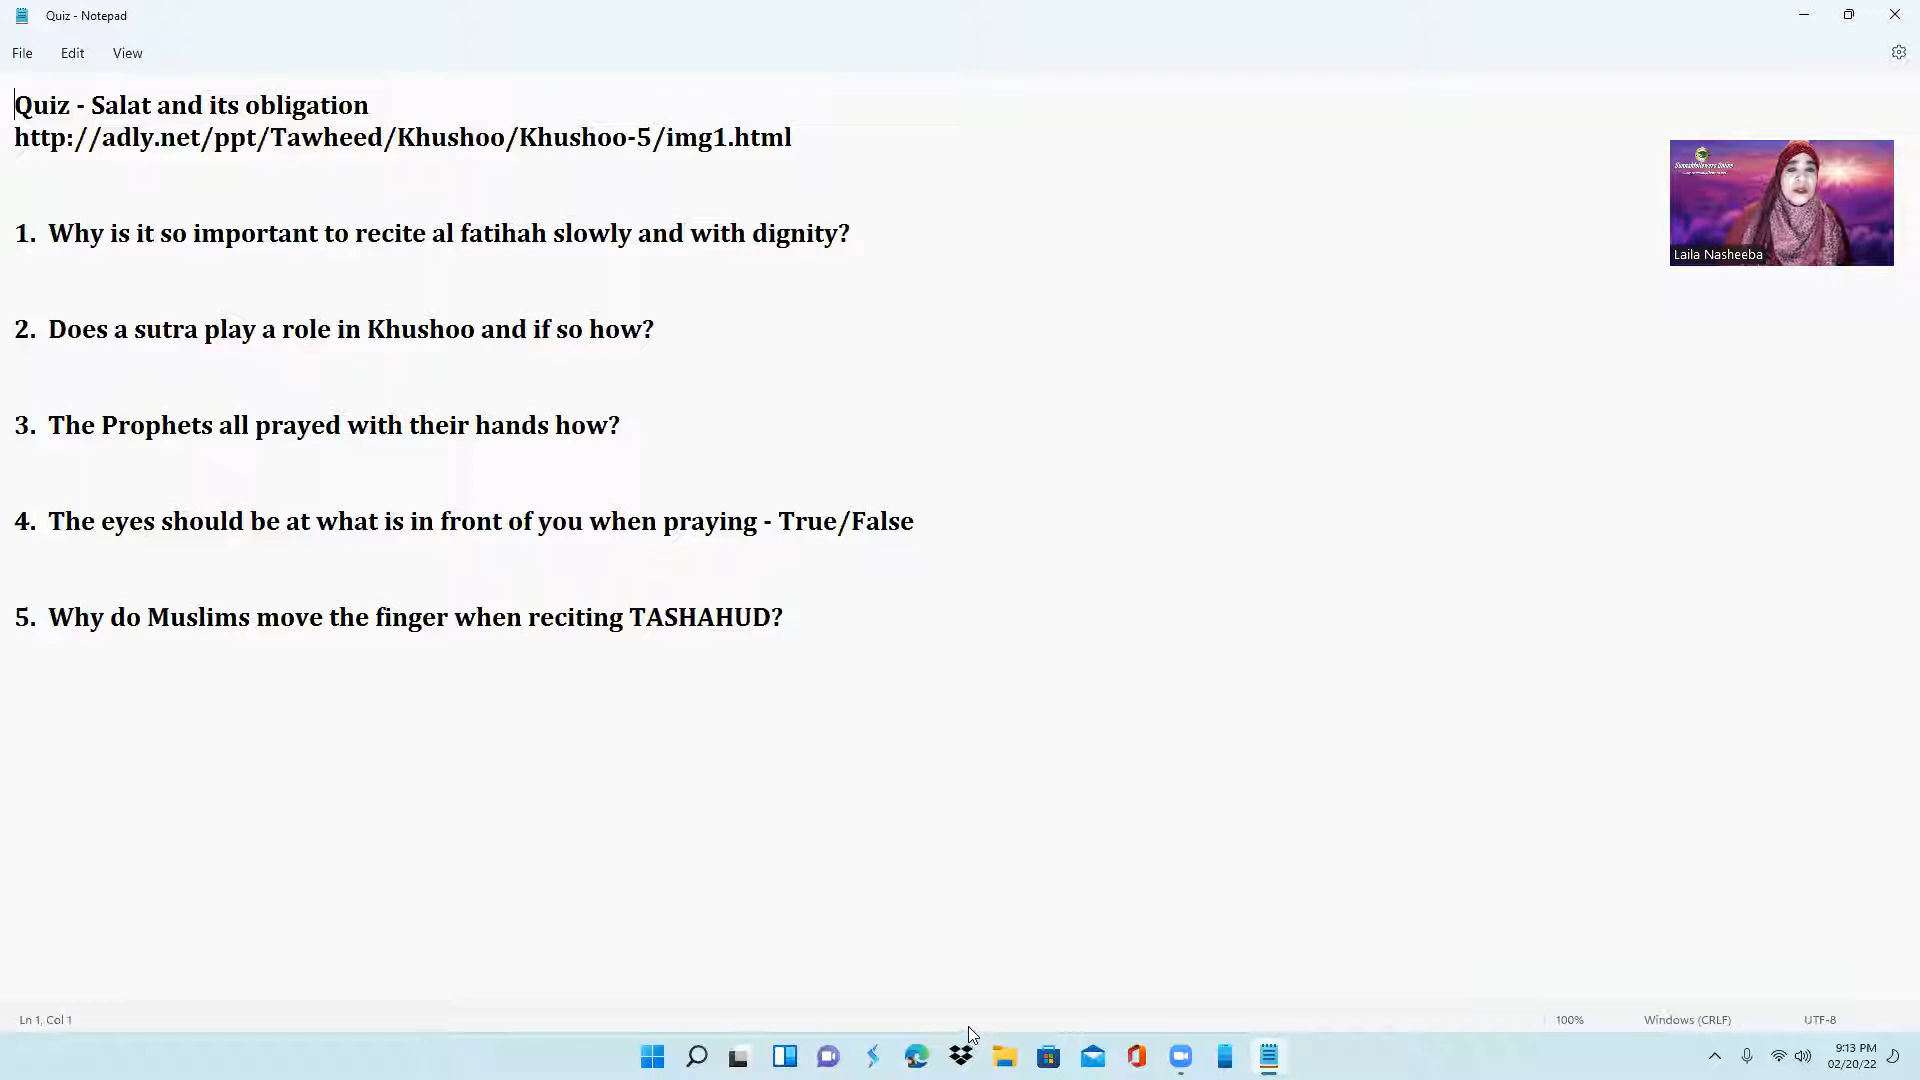 Quiz - Notepad
File Edit View
Quiz - Salat and its obligation
http://adly.net/ppt/Tawheed/Khushoo/Khushoo-5/img1.html
1. Why is it so important to recite al fatihah slowly and with dignity?
2. Does a sutra play a role in Khushoo and if so how?
3. The Prophets all prayed with their hands how?
4. The eyes should be at what is in front of you when praying - True/False
5. Why do Muslims move the finger when reciting TASHAHUD?
Laila Nasheeba
Ln 1, Col 1
100%
Windows (CRLF)
UTF-8
9:13 PM
02/20/22